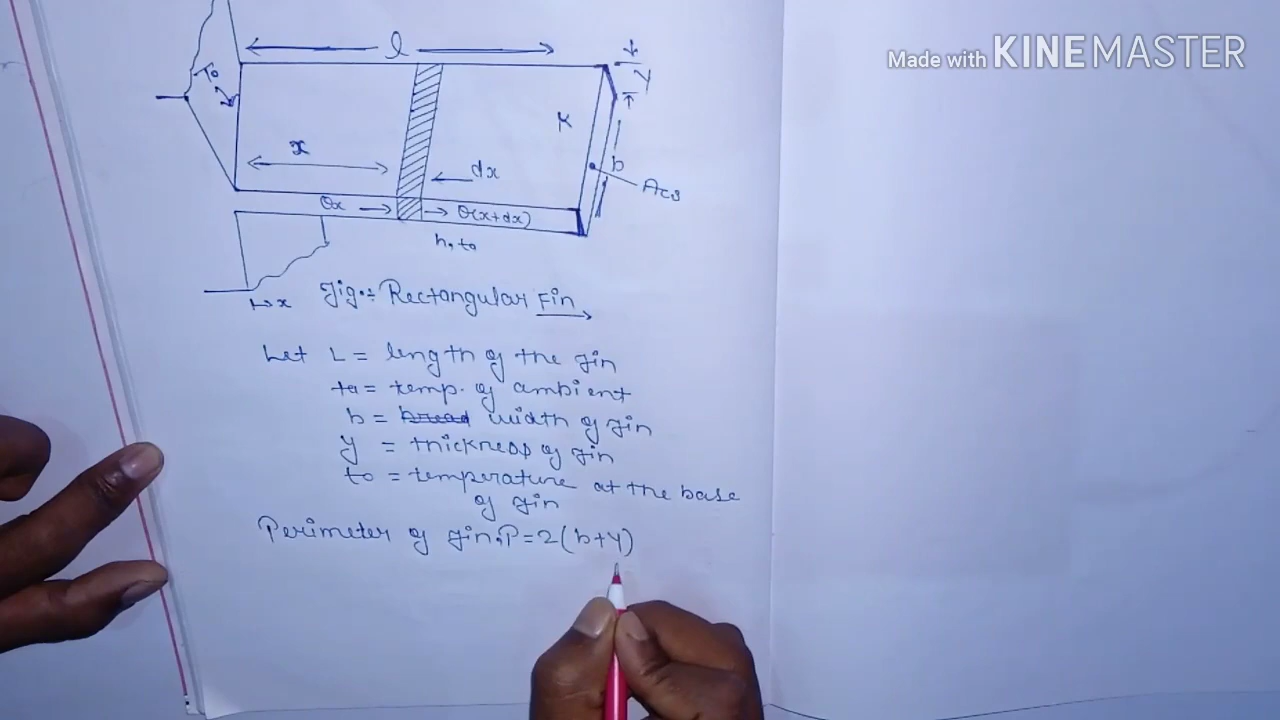 Made with KINEMASTER
l
To
y
K
x
dx
b
Acs
Qx
Q(x+dx)
h, to
x
Fig:- Rectangular Fin
Let L = length of the fin
ta = temp. of ambient
b = width of fin
y = thickness of fin
to = temperature at the base
of fin
Perimeter of fin, P = 2(b+y)